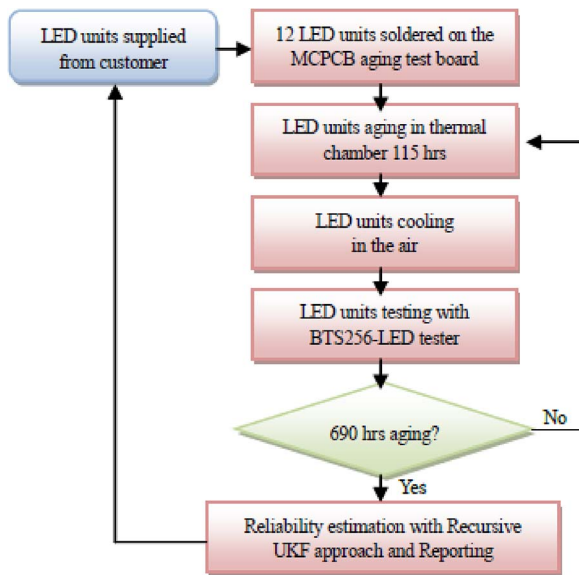 LED units supplied
from customer
12 LED units soldered on the
MCPCB aging test board
LED units aging in thermal
chamber 115 hrs
LED units cooling
in the air
LED units testing with
BTS256-LED tester
690 hrs aging?
No
Yes
Reliability estimation with Recursive
UKF approach and Reporting